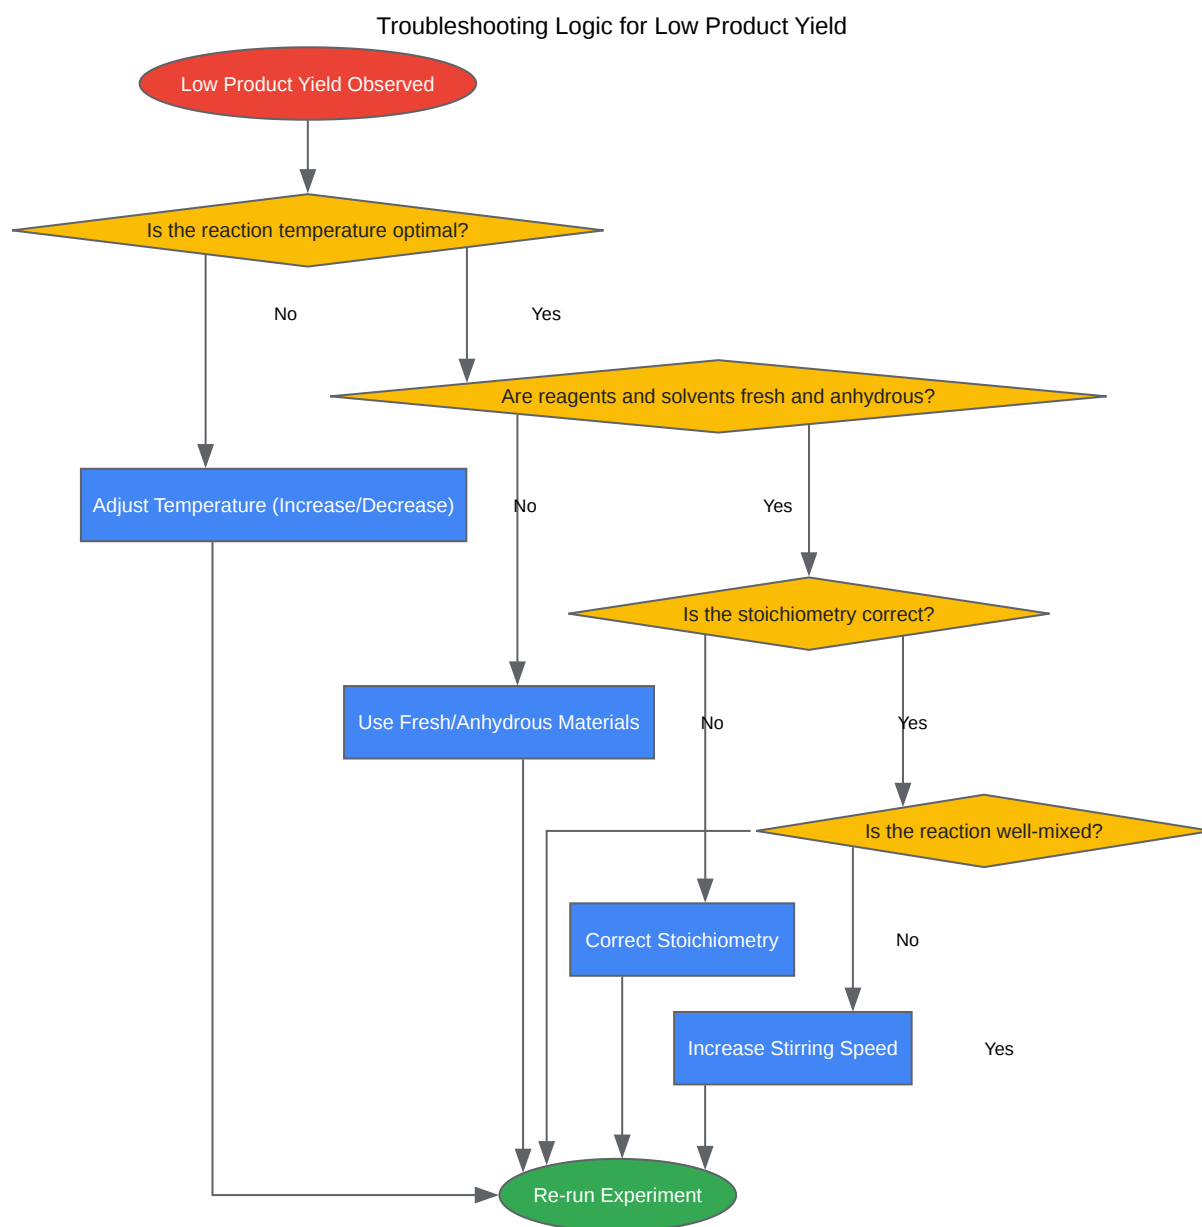 Troubleshooting Logic for Low Product Yield
Low Product Yield Observed
Is the reaction temperature optimal?
No
Yes
Are reagents and solvents fresh and anhydrous?
Adjust Temperature (Increase/Decrease)
No
Yes
Is the stoichiometry correct?
Use Fresh/Anhydrous Materials
No
Yes
Is the reaction well-mixed?
Correct Stoichiometry
No
Increase Stirring Speed
Yes
Re-run Experiment